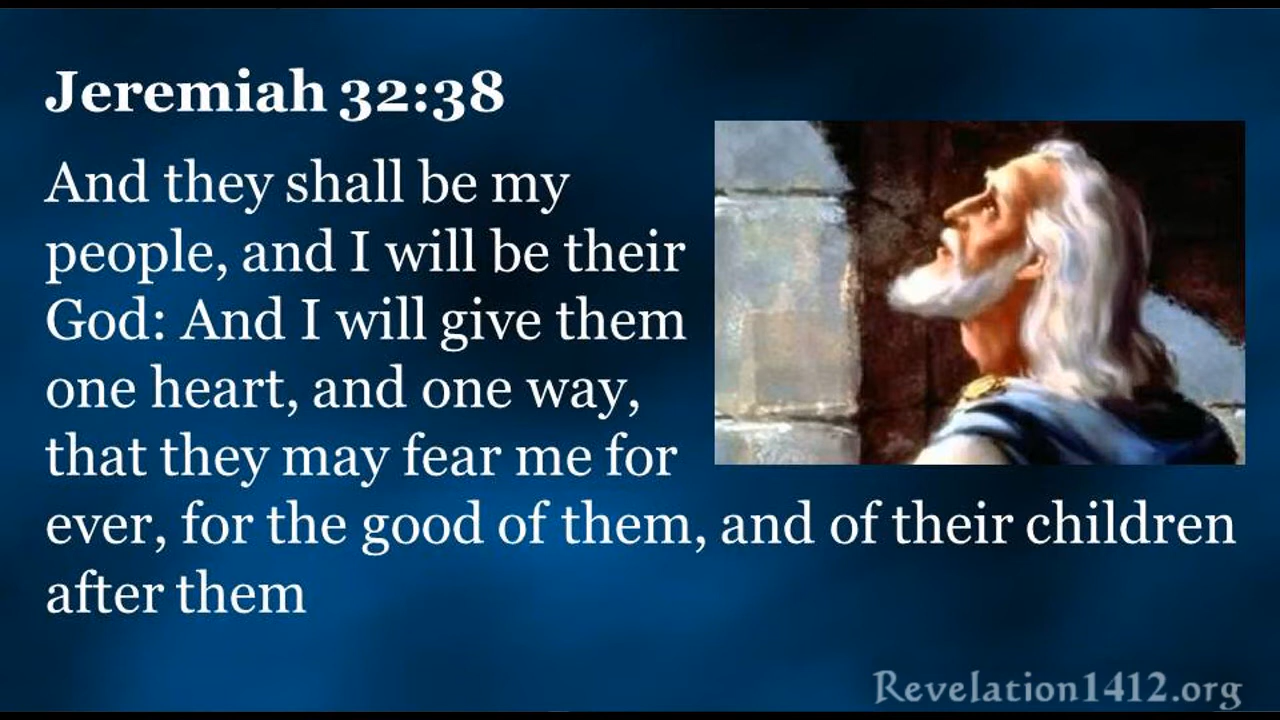 Jeremiah 32:38
And they shall be my
people, and I will be their
God: And I will give them
one heart, and one way,
that they may fear me for
ever, for the good of them, and of their children
after them
Revelation1412.org